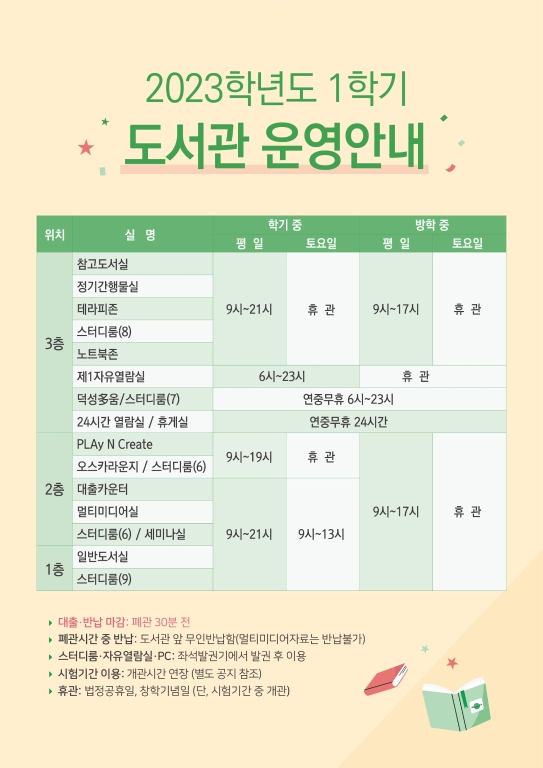 2023학년도 1학기
도서관 운영안내
위치 실 명 학기 중 방학 중
평 일 토요일 평 일 토요일
3층
참고도서실
정기간행물실
테라피존 9시~21시 휴 관 9시~17시 휴 관
스터디룸(8)
노트북존
제1자유열람실 6시~23시 휴 관
덕성多움/스터디룸(7) 연중무휴 6시~23시
24시간 열람실 / 휴게실 연중무휴 24시간
2층
PLAy N Create 9시~19시 휴 관
오스카라운지 / 스터디룸(6)
대출카운터
멀티미디어실 9시~17시 휴 관
스터디룸(6) / 세미나실 9시~21시 9시~13시
1층
일반도서실
스터디룸(9)
대출·반납 마감: 폐관 30분 전
폐관시간 중 반납: 도서관 앞 무인반납함(멀티미디어자료는 반납불가)
스터디룸·자유열람실·PC: 좌석발권기에서 발권 후 이용
시험기간 이용: 개관시간 연장 (별도 공지 참조)
휴관: 법정공휴일, 창학기념일 (단, 시험기간 중 개관)